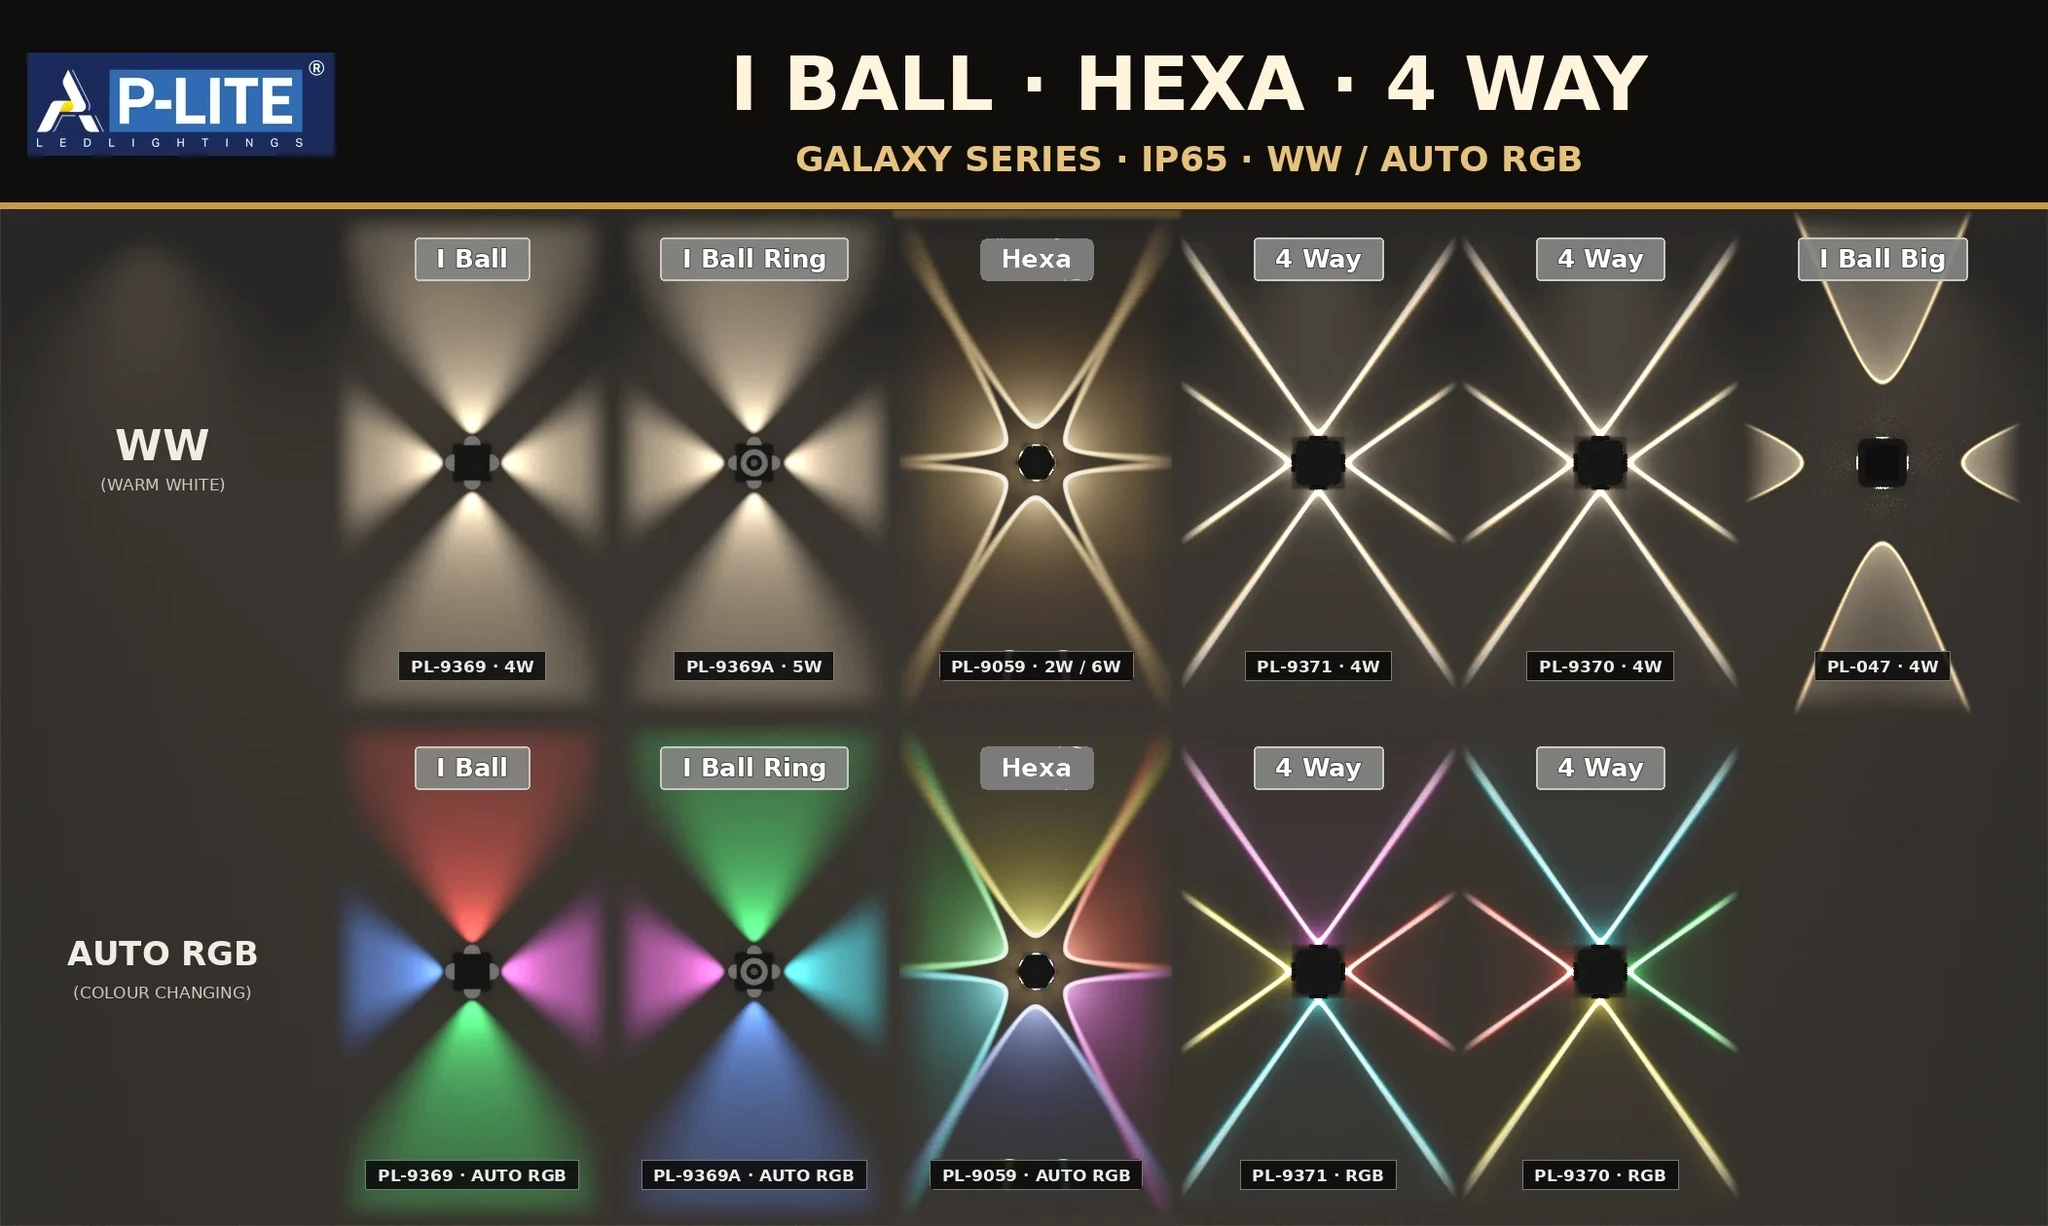 AP-LITE®
LEDLIGHTINGS
I BALL · HEXA · 4 WAY
GALAXY SERIES · IP65 · WW / AUTO RGB
I Ball
I Ball Ring
Hexa
4 Way
4 Way
I Ball Big
WW
(WARM WHITE)
PL-9369 · 4W
PL-9369A · 5W
PL-9059 · 2W / 6W
PL-9371 · 4W
PL-9370 · 4W
PL-047 · 4W
I Ball
I Ball Ring
Hexa
4 Way
4 Way
AUTO RGB
(COLOUR CHANGING)
PL-9369 · AUTO RGB
PL-9369A · AUTO RGB
PL-9059 · AUTO RGB
PL-9371 · RGB
PL-9370 · RGB